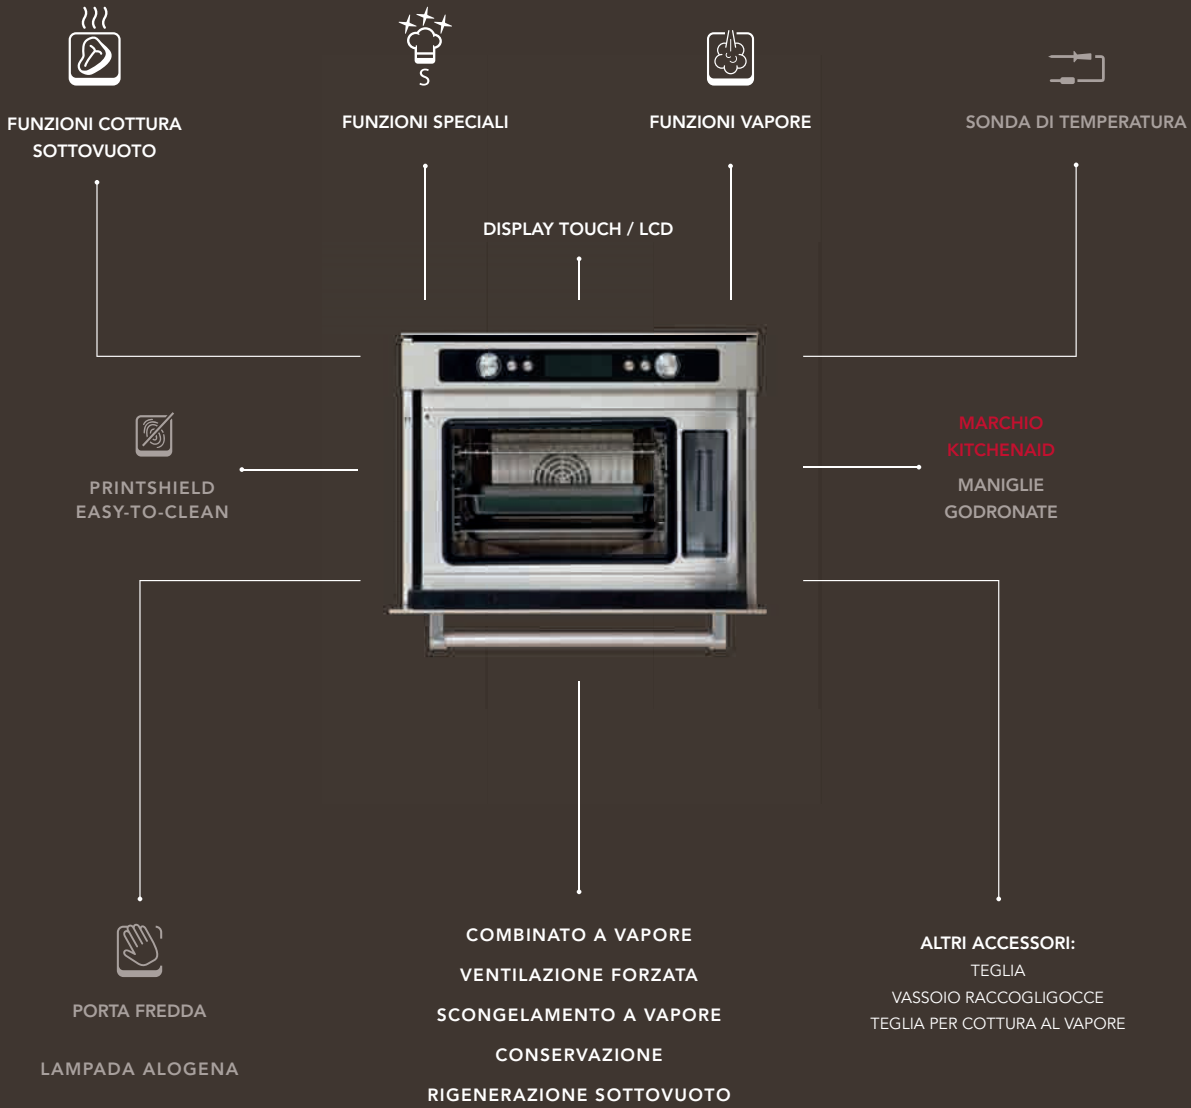 FUNZIONI COTTURA
SOTTOVUOTO
S
FUNZIONI SPECIALI
FUNZIONI VAPORE
SONDA DI TEMPERATURA
DISPLAY TOUCH / LCD
PRINTSHIELD
EASY-TO-CLEAN
MARCHIO
KITCHENAID
MANIGLIE
GODRONATE
PORTA FREDDA
LAMPADA ALOGENA
COMBINATO A VAPORE
VENTILAZIONE FORZATA
SCONGELAMENTO A VAPORE
CONSERVAZIONE
RIGENERAZIONE SOTTOVUOTO
ALTRI ACCESSORI:
TEGLIA
VASSOIO RACCOGLIGOCCE
TEGLIA PER COTTURA AL VAPORE